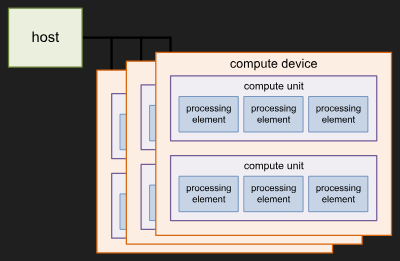 host
compute device
compute unit
processing
element
processing
element
processing
element
compute unit
processing
element
processing
element
processing
element